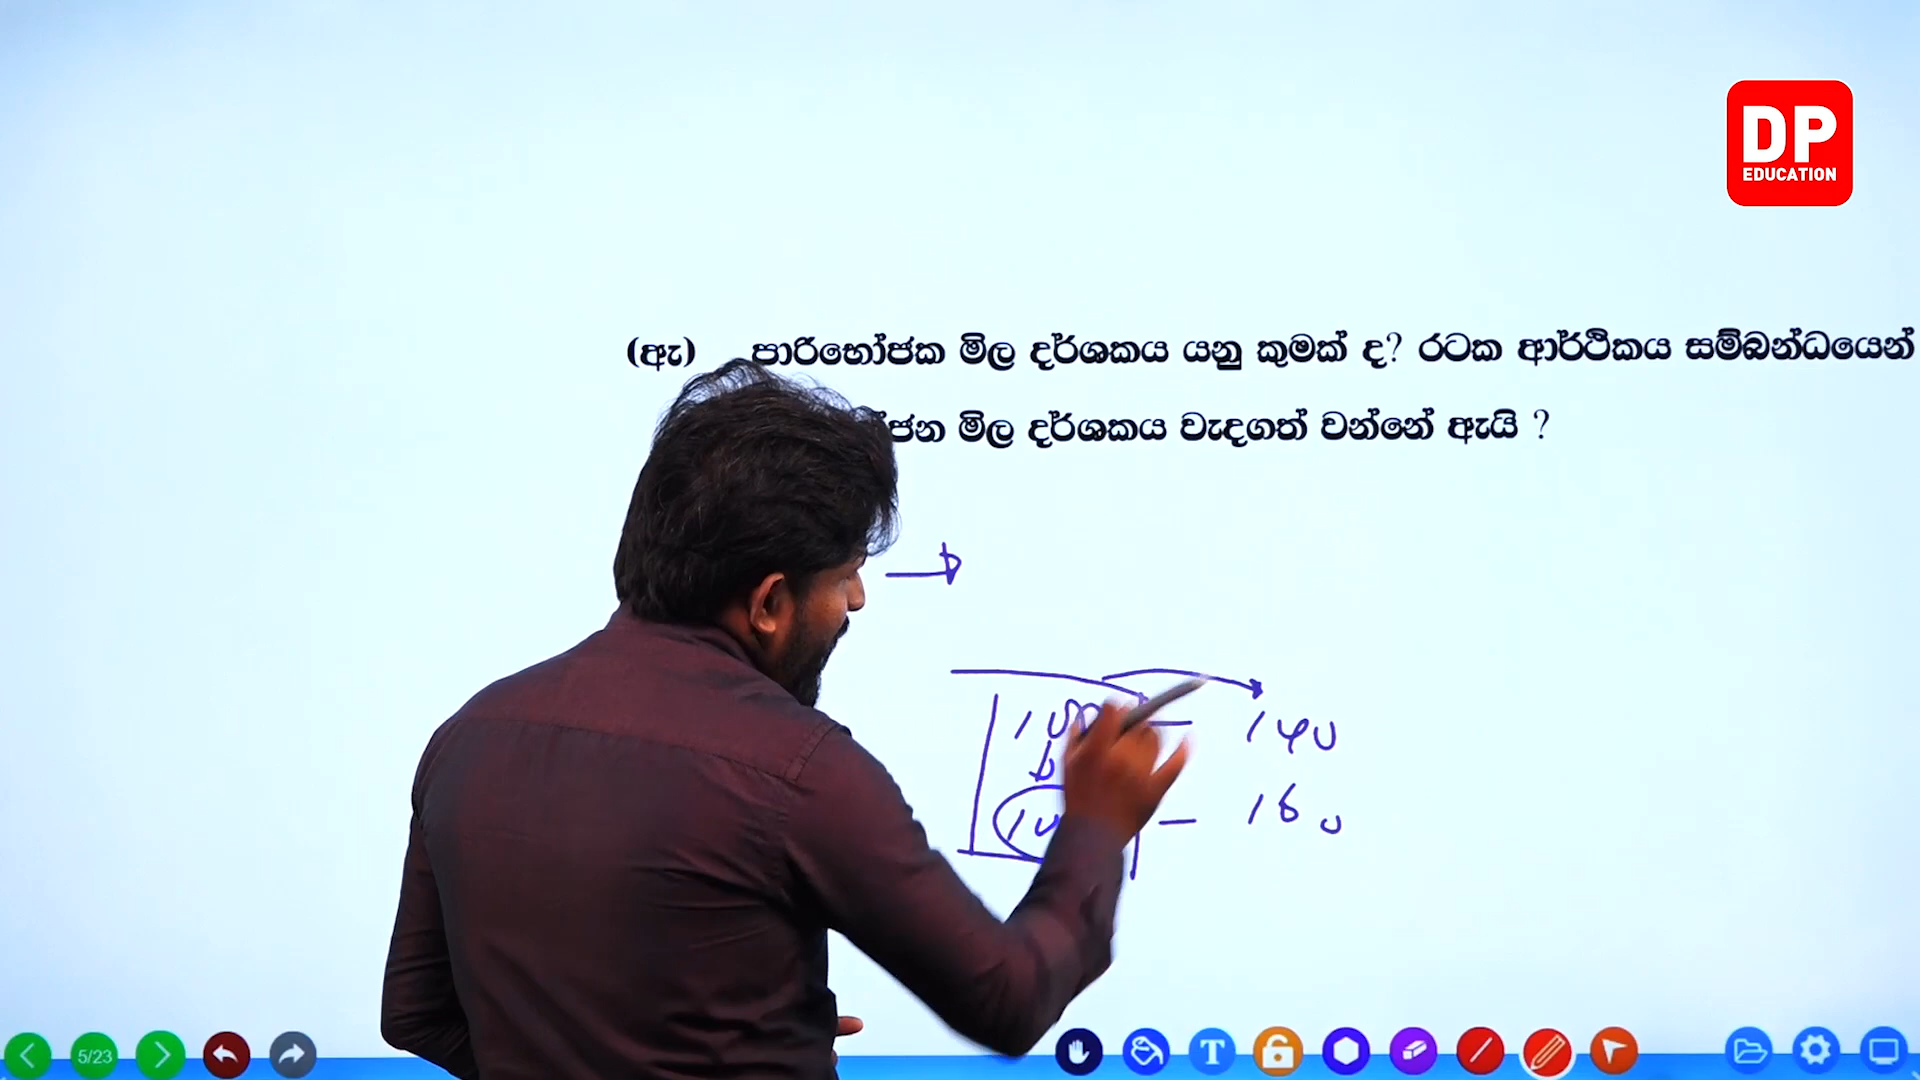 DP
EDUCATION
(ඇ) පාරිභෝජක මිල දර්ශකය යනු කුමක් ද? රටක ආර්ථිකය සම්බන්ධයෙන්
මිල දර්ශකය වැදගත් වන්නේ ඇයි ?
140
160
5/23
T